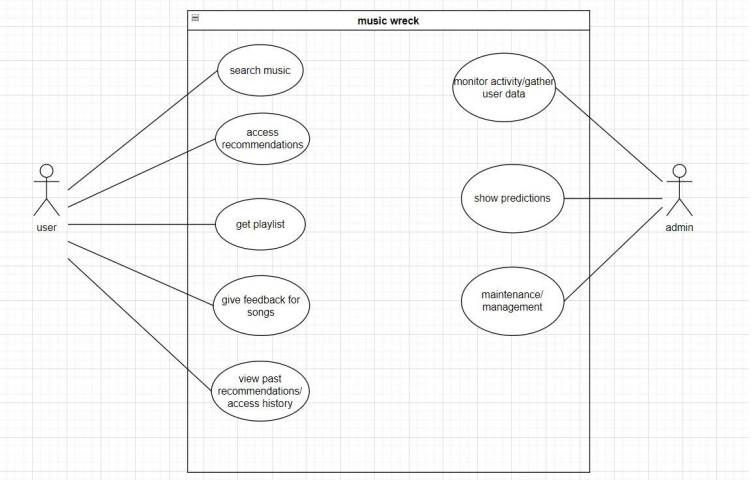 music wreck
search music
access
recommendations
get playlist
give feedback for
songs
view past
recommendations/
access history
user
monitor activity/gather
user data
show predictions
maintenance/
management
admin